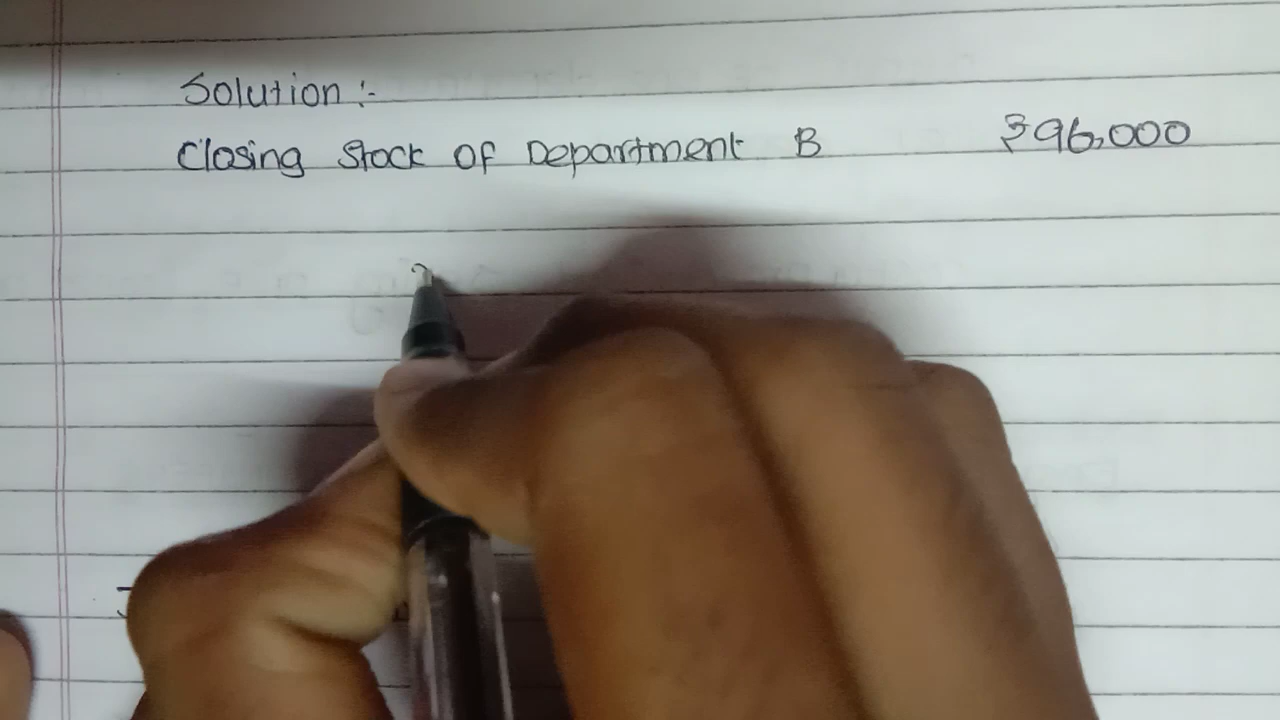 Solution :-
Closing Stock of Department B ₹96,000